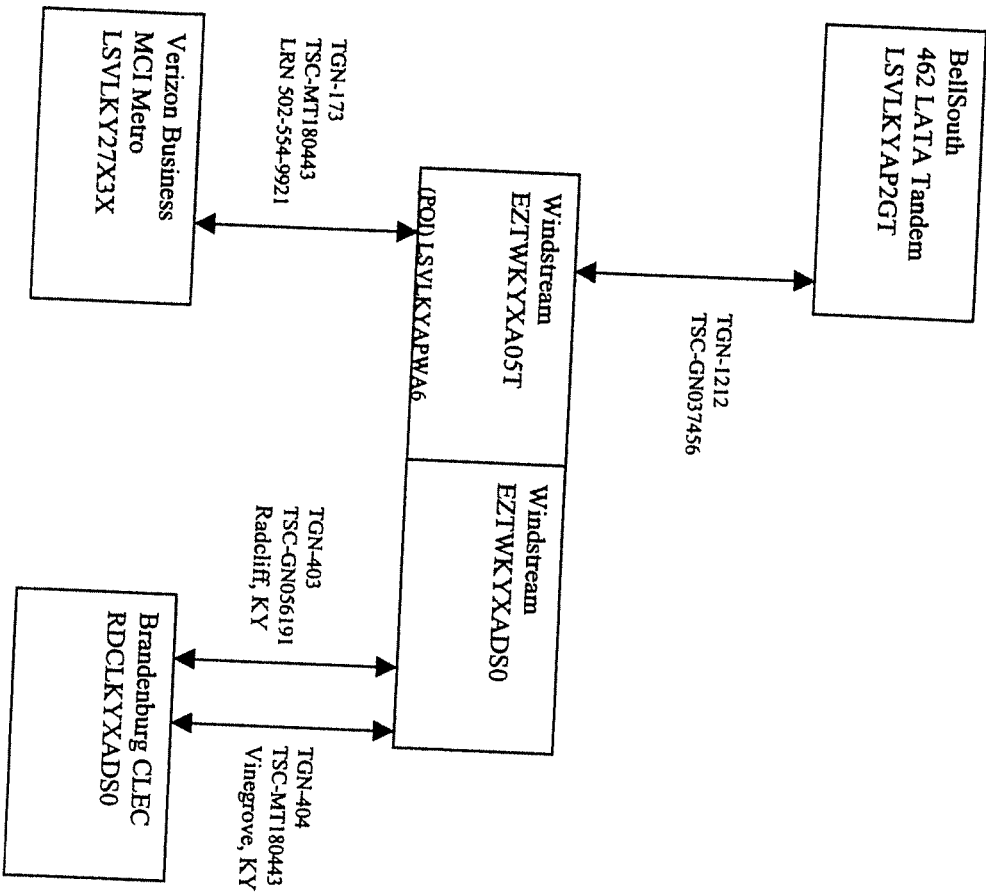 BellSouth
462 LATA Tandem
LSVLKYAP2GT
TGN-1212
TSC-GN037456
Windstream
EZTWKYXA05T
Windstream
EZTWKYXADS0
(POI) LSVLKYAPWA6
TGN-173
TSC-MT180443
LRN 502-554-9921
TGN-403
TSC-GN056191
Radcliff, KY
TGN-404
TSC-MT180443
Vinegrove, KY
Verizon Business
MCI Metro
LSVLKY27X3X
Brandenburg CLEC
RDCLKYXADS0